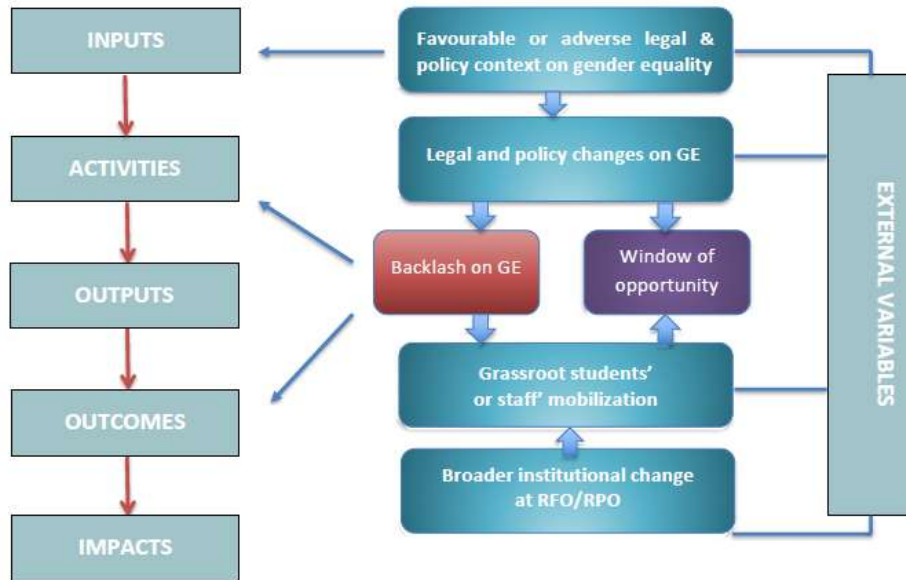 INPUTS
ACTIVITIES
OUTPUTS
OUTCOMES
IMPACTS
Favourable or adverse legal &
policy context on gender equality
Legal and policy changes on GE
Backlash on GE
Window of
opportunity
Grassroot students'
or staff' mobilization
Broader institutional change
at RFO/RPO
EXTERNAL VARIABLES